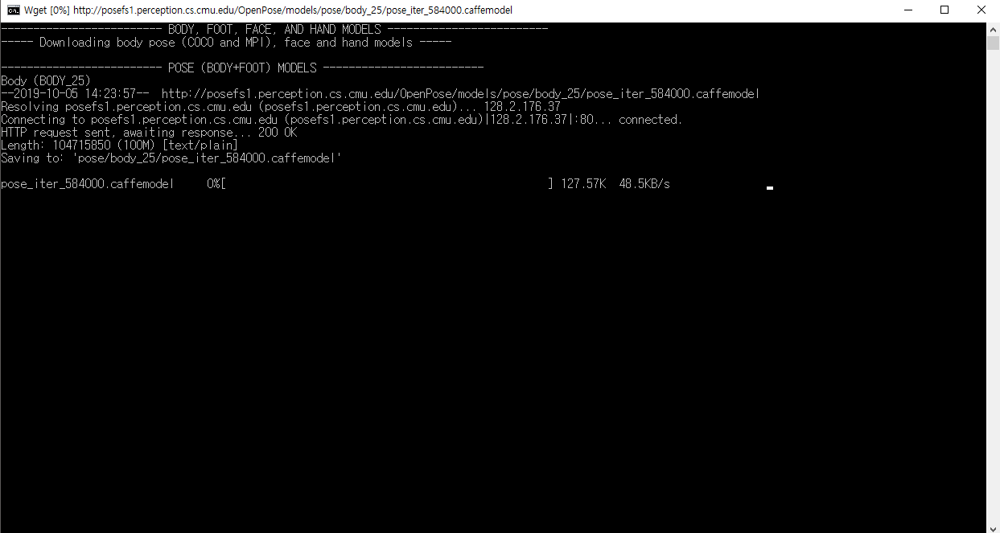 Wget [0%] http://posefs1.perception.cs.cmu.edu/OpenPose/models/pose/body_25/pose_iter_584000.caffemodel
------------------------- BODY, FOOT, FACE, AND HAND MODELS -------------------------
----- Downloading body pose (COCO and MPI), face and hand models -----
------------------------- POSE (BODY+FOOT) MODELS -------------------------
Body (BODY_25)
--2019-10-05 14:23:57--  http://posefs1.perception.cs.cmu.edu/OpenPose/models/pose/body_25/pose_iter_584000.caffemodel
Resolving posefs1.perception.cs.cmu.edu (posefs1.perception.cs.cmu.edu)... 128.2.176.37
Connecting to posefs1.perception.cs.cmu.edu (posefs1.perception.cs.cmu.edu)|128.2.176.37|:80... connected.
HTTP request sent, awaiting response... 200 OK
Length: 104715850 (100M) [text/plain]
Saving to: 'pose/body_25/pose_iter_584000.caffemodel'
pose_iter_584000.caffemodel     0%[                                                  ] 127.57K  48.5KB/s